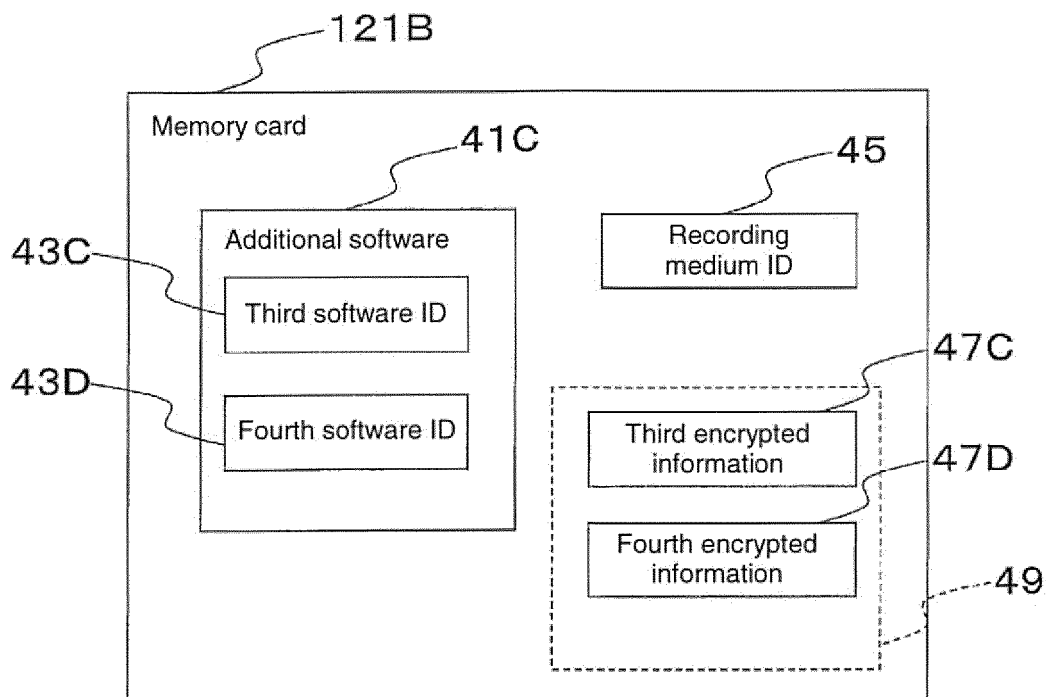 121B
Memory card
41C
45
Additional software
Recording
medium ID
43C
Third software ID
47C
43D
Fourth software ID
Third encrypted
information
47D
Fourth encrypted
information
49